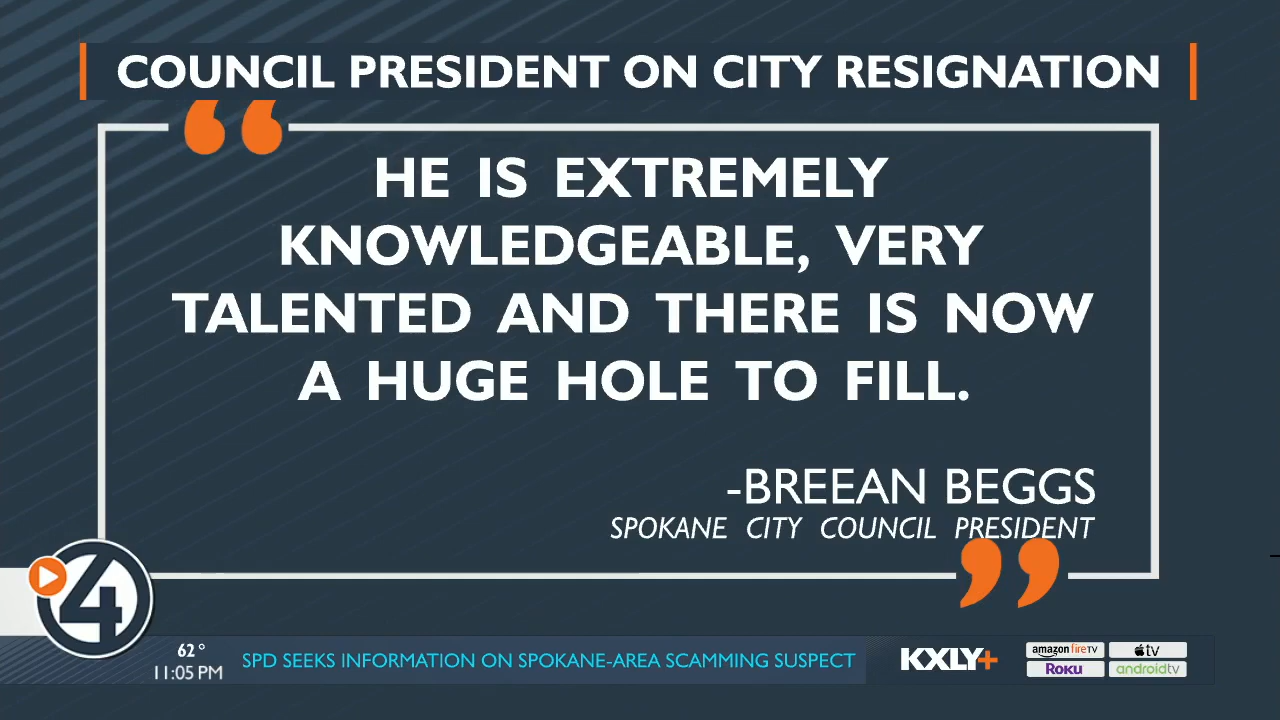 COUNCIL PRESIDENT ON CITY RESIGNATION
“
HE IS EXTREMELY
KNOWLEDGEABLE, VERY
TALENTED AND THERE IS NOW
A HUGE HOLE TO FILL.
-BREEAN BEGGS
SPOKANE CITY COUNCIL PRESIDENT
”
4
62°
11:05 PM
SPD SEEKS INFORMATION ON SPOKANE-AREA SCAMMING SUSPECT
KXLY+
amazon fireTV
tv
ROKU
androidtv